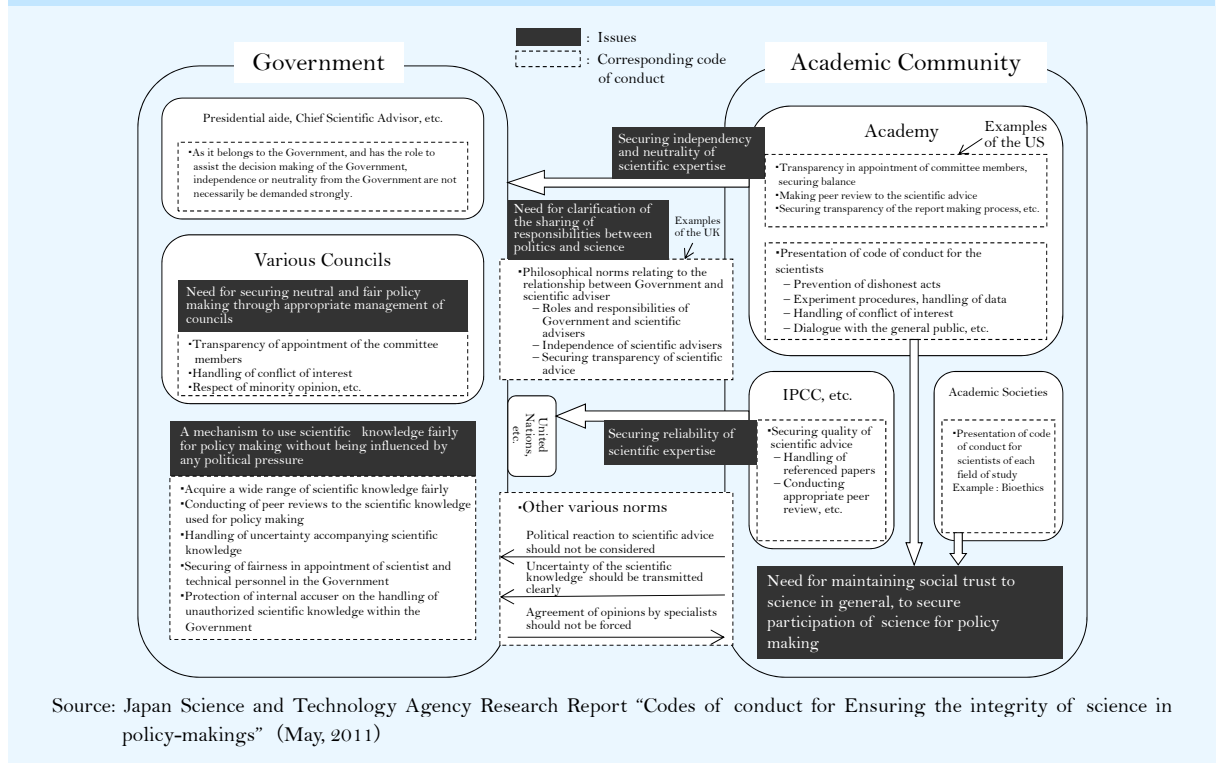 : Issues
: Corresponding code
of conduct
Government
Presidential aide, Chief Scientific Advisor, etc.
•As it belongs to the Government, and has the role to
assist the decision making of the Government,
independence or neutrality from the Government are not
necessarily be demanded strongly.
Various Councils
Need for securing neutral and fair policy
making through appropriate management of
councils
•Transparency of appointment of the committee
members
•Handling of conflict of interest
•Respect of minority opinion, etc.
A mechanism to use scientific knowledge fairly
for policy making without being influenced by
any political pressure
•Acquire a wide range of scientific knowledge fairly
•Conducting of peer reviews to the scientific knowledge
used for policy making
•Handling of uncertainty accompanying scientific
knowledge
•Securing of fairness in appointment of scientist and
technical personnel in the Government
•Protection of internal accuser on the handling of
unauthorized scientific knowledge within the
Government
Securing independency
and neutrality of
scientific expertise
Need for clarification of
the sharing of
responsibilities between
politics and science
Examples
of the UK
•Philosophical norms relating to the
relationship between Government and
scientific adviser
– Roles and responsibilities of
Government and scientific
advisers
– Independence of scientific advisers
– Securing transparency of scientific
advice
United
Nations,
etc.
Securing reliability of
scientific expertise
•Other various norms
Political reaction to scientific advice
should not be considered
Uncertainty of the scientific
knowledge should be transmitted
clearly
Agreement of opinions by specialists
should not be forced
Academic Community
Academy
Examples
of the US
•Transparency in appointment of committee members,
securing balance
•Making peer review to the scientific advice
•Securing transparency of the report making process, etc.
•Presentation of code of conduct for the
scientists
– Prevention of dishonest acts
– Experiment procedures, handling of data
– Handling of conflict of interest
– Dialogue with the general public, etc.
IPCC, etc.
•Securing quality of
scientific advice
– Handling of
referenced papers
– Conducting
appropriate peer
review, etc.
Academic Societies
•Presentation of code
of conduct for
scientists of each
field of study
Example : Bioethics
Need for maintaining social trust to
science in general, to secure
participation of science for policy
making
Source: Japan Science and Technology Agency Research Report “Codes of conduct for Ensuring the integrity of science in
policy-makings” (May, 2011)